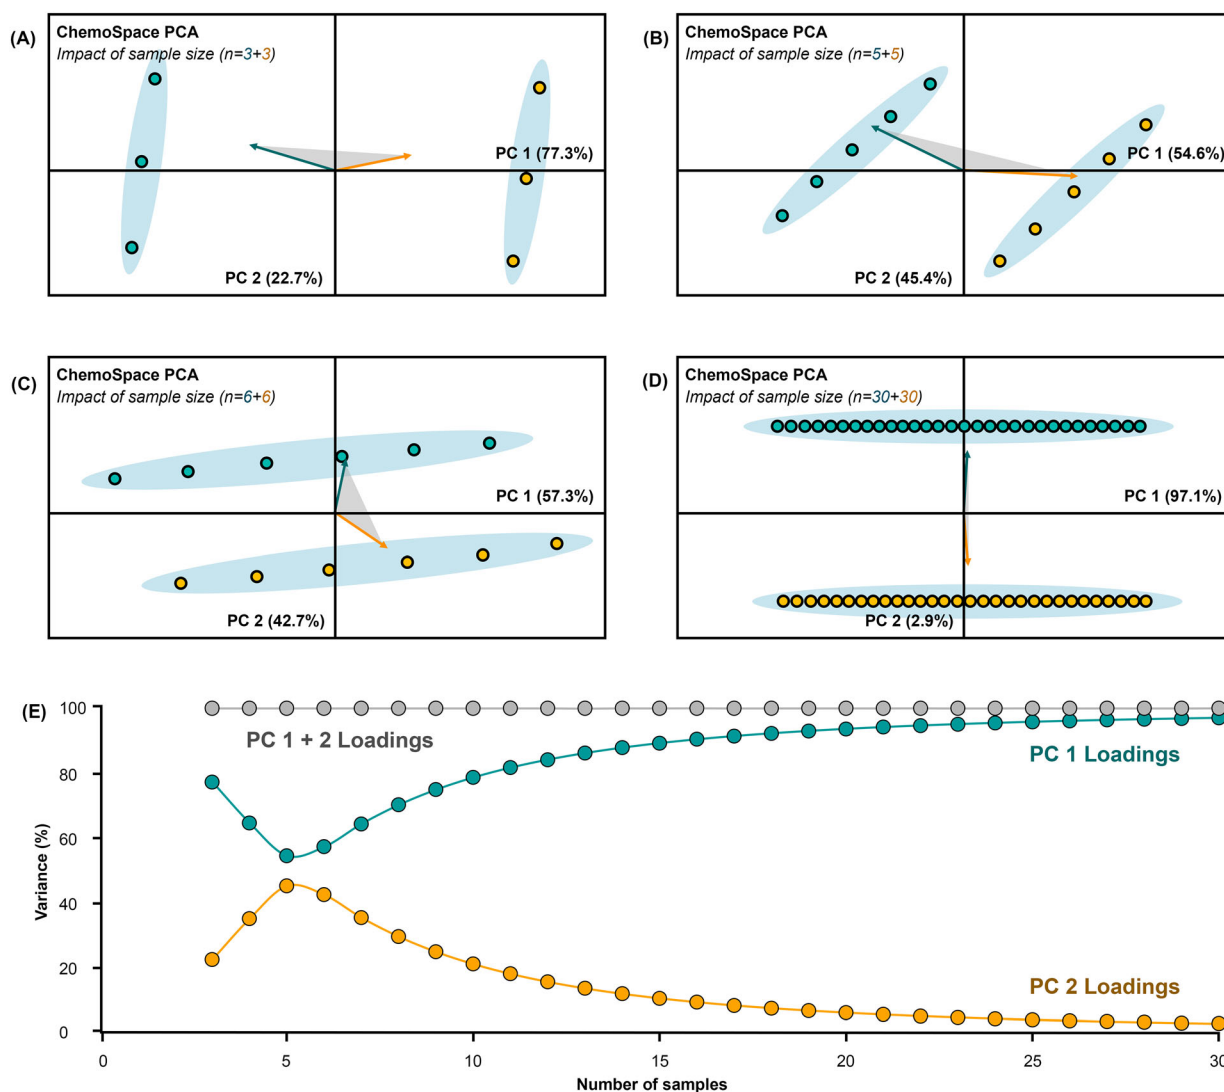 (A)
ChemoSpace PCA
Impact of sample size (n=3+3)
PC 1 (77.3%)
PC 2 (22.7%)
(B)
ChemoSpace PCA
Impact of sample size (n=5+5)
PC 1 (54.6%)
PC 2 (45.4%)
(C)
ChemoSpace PCA
Impact of sample size (n=6+6)
PC 1 (57.3%)
PC 2 (42.7%)
(D)
ChemoSpace PCA
Impact of sample size (n=30+30)
PC 1 (97.1%)
PC 2 (2.9%)
(E)
100
80
60
40
20
0
Variance (%)
PC 1 + 2 Loadings
PC 1 Loadings
PC 2 Loadings
0 5 10 15 20 25 30
Number of samples